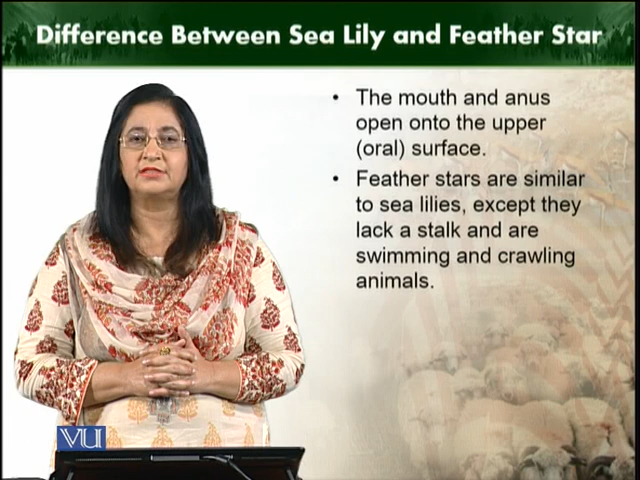 Difference Between Sea Lily and Feather Star
• The mouth and anus
open onto the upper
(oral) surface.
• Feather stars are similar
to sea lilies, except they
lack a stalk and are
swimming and crawling
animals.
VU